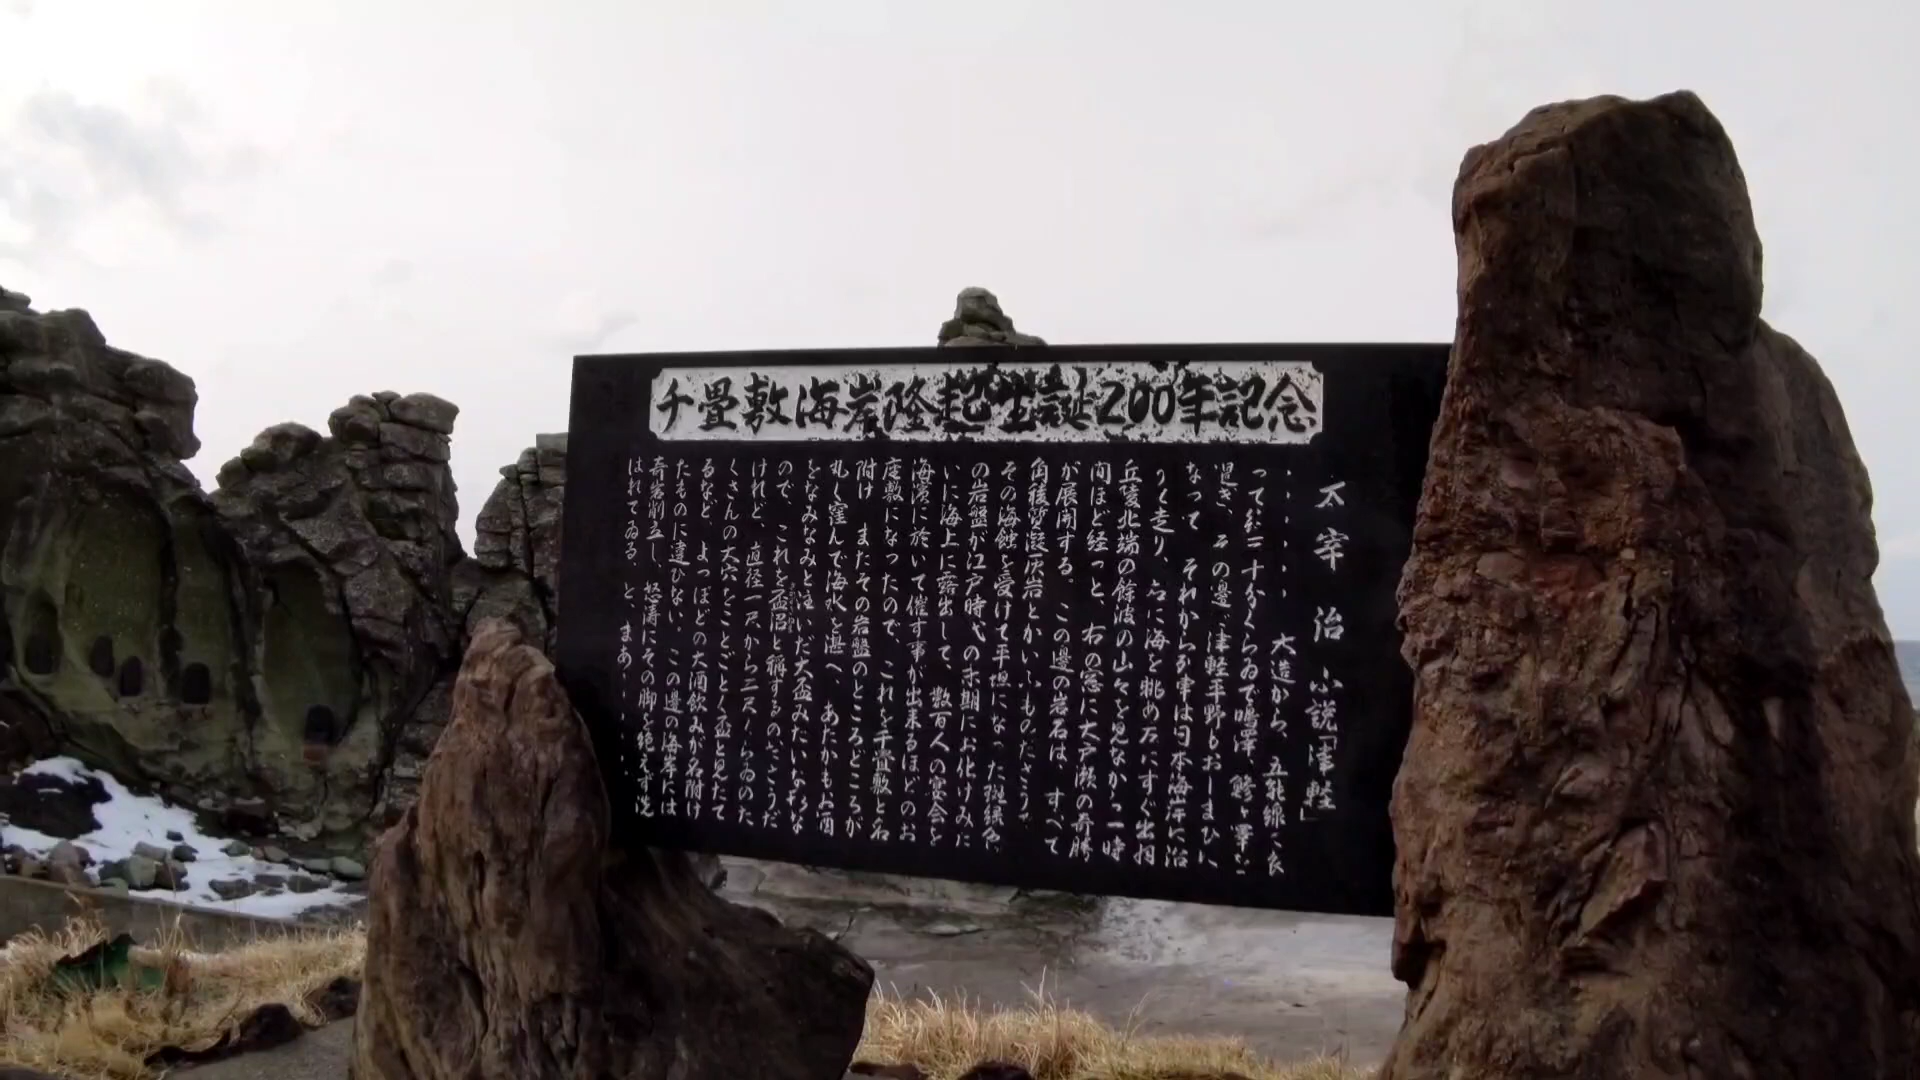 千畳敷海岸隆起生誕200年記念
太宰治 小説「津軽」
・・・・・・大造から、五能線に依
って約三十分くらゐで鳴澤、鰺ヶ澤を
過ぎ、その邊で津軽平野もおしまひに
なって それから列車は日本海岸に沿
うて走り、右に海を眺め左にすぐ出羽
丘陵北端の餘波の山々を見ながら一時
間ほど経つと、右の窓に大戸瀬の奇勝
が展開する。この邊の岩石は、すべて
角稜質凝灰岩とかいふものださうで
その海蝕を受けて平坦になった斑緑色
の岩盤が江戸時代の末期にお化けみた
いに海上に露出して、数百人の宴会を
海濱に於いて催す事が出来るほどのお
座敷になったので、これを千畳敷と名
附け またその岩盤のところどころが
丸く窪んで海水を湛へ、あたかもお酒
をなみなみと注いだ大盃みたいな形な
ので、これを盃沼と稱するのださうだ
けれど、直径一尺から二尺くらゐのた
くさんの大穴をことごとく盃と見たて
るなど、よっぽどの大酒飲みが名附け
たものに違ひない。この邊の海岸には
奇岩削立し、怒涛にその脚を絶えず洗
はれてゐる、と、まあ・・・・・